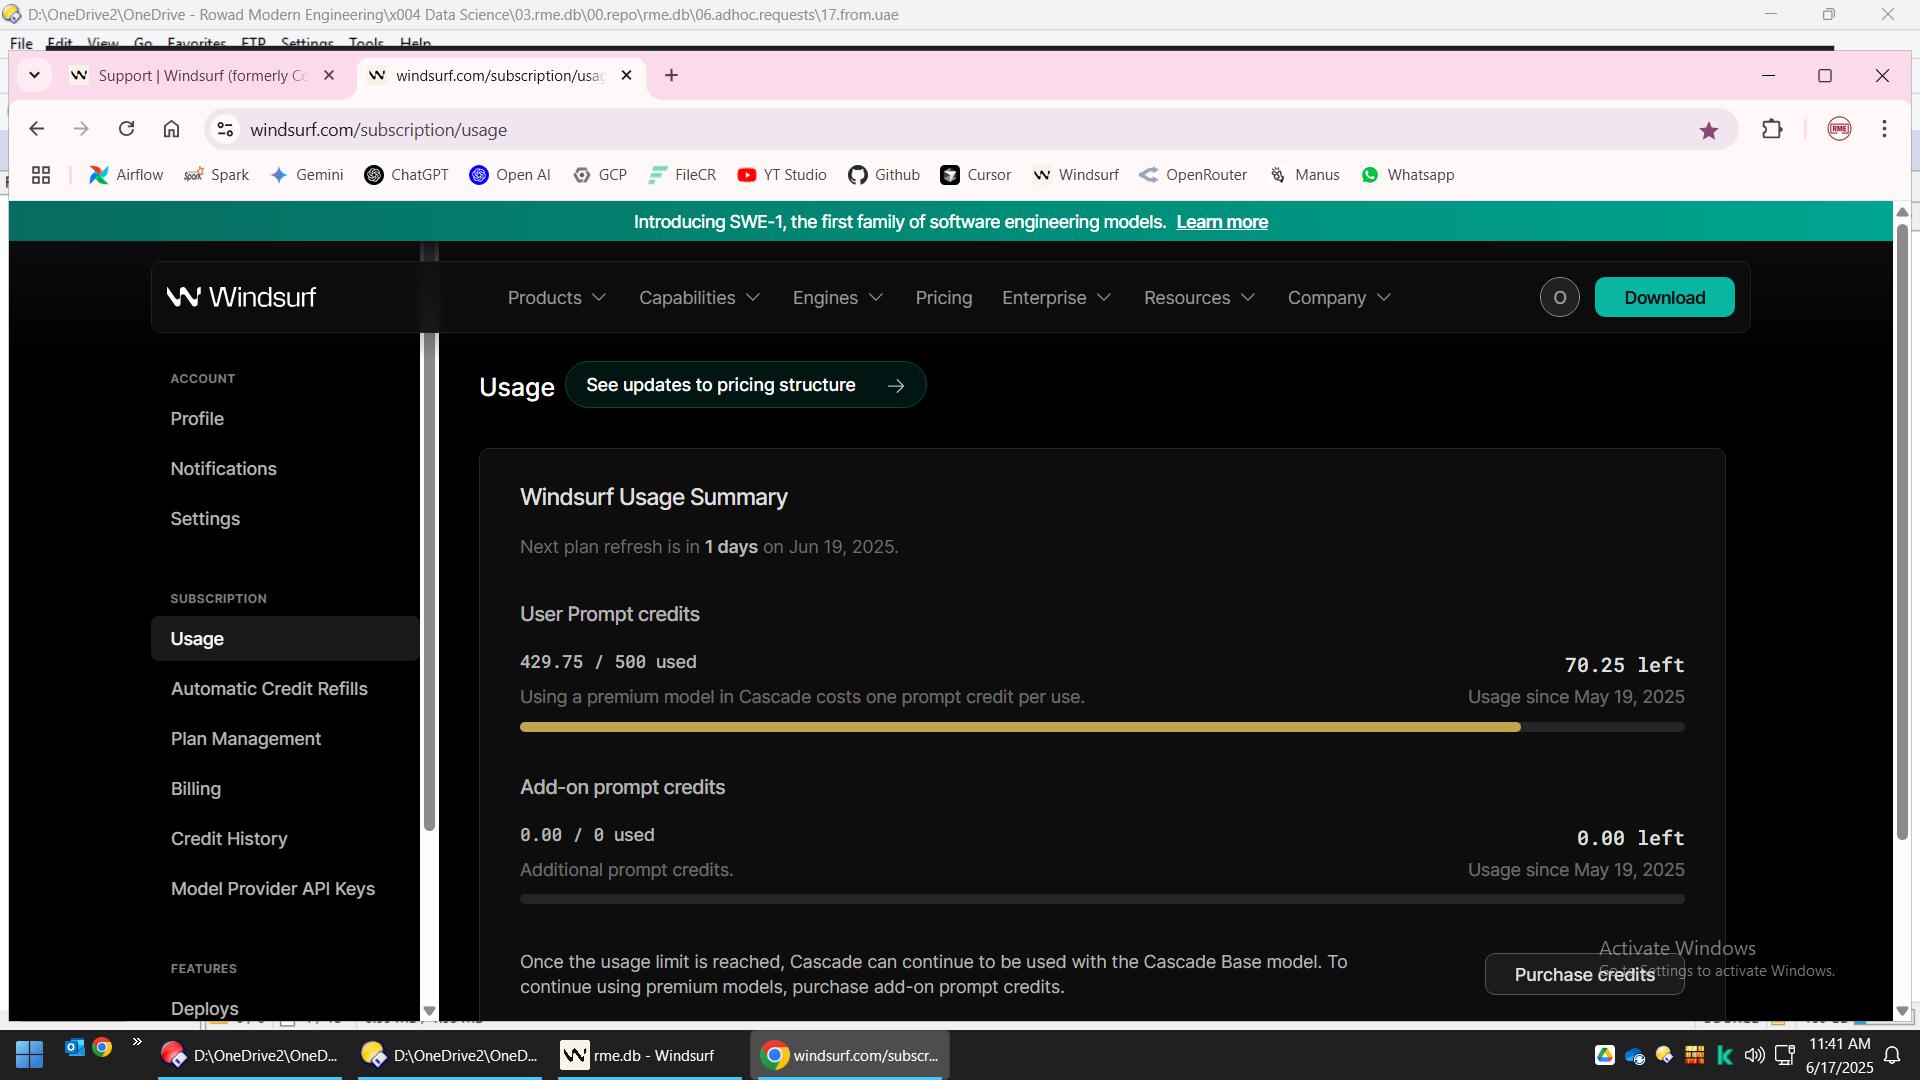 D:\OneDrive2\OneDrive - Rowad Modern Engineering\x004 Data Science\03.rme.db\00.repo\rme.db\06.adhoc.requests\17.from.uae
File Edit View Go Favorites FTP Settings Tools Help
Support | Windsurf (formerly Co
windsurf.com/subscription/usag
windsurf.com/subscription/usage
RME
Airflow
Spark
Gemini
ChatGPT
Open AI
GCP
FileCR
YT Studio
Github
Cursor
Windsurf
OpenRouter
Manus
Whatsapp
Introducing SWE-1, the first family of software engineering models. Learn more
Windsurf
Products
Capabilities
Engines
Pricing
Enterprise
Resources
Company
O
Download
ACCOUNT
Profile
Notifications
Settings
SUBSCRIPTION
Usage
Automatic Credit Refills
Plan Management
Billing
Credit History
Model Provider API Keys
FEATURES
Deploys
Usage
See updates to pricing structure
Windsurf Usage Summary
Next plan refresh is in 1 days on Jun 19, 2025.
User Prompt credits
429.75 / 500 used
70.25 left
Using a premium model in Cascade costs one prompt credit per use.
Usage since May 19, 2025
Add-on prompt credits
0.00 / 0 used
0.00 left
Additional prompt credits.
Usage since May 19, 2025
Once the usage limit is reached, Cascade can continue to be used with the Cascade Base model. To
continue using premium models, purchase add-on prompt credits.
Purchase credits
Activate Windows
Go to Settings to activate Windows.
D:\OneDrive2\OneD...
D:\OneDrive2\OneD...
rme.db - Windsurf
windsurf.com/subscr...
11:41 AM
6/17/2025